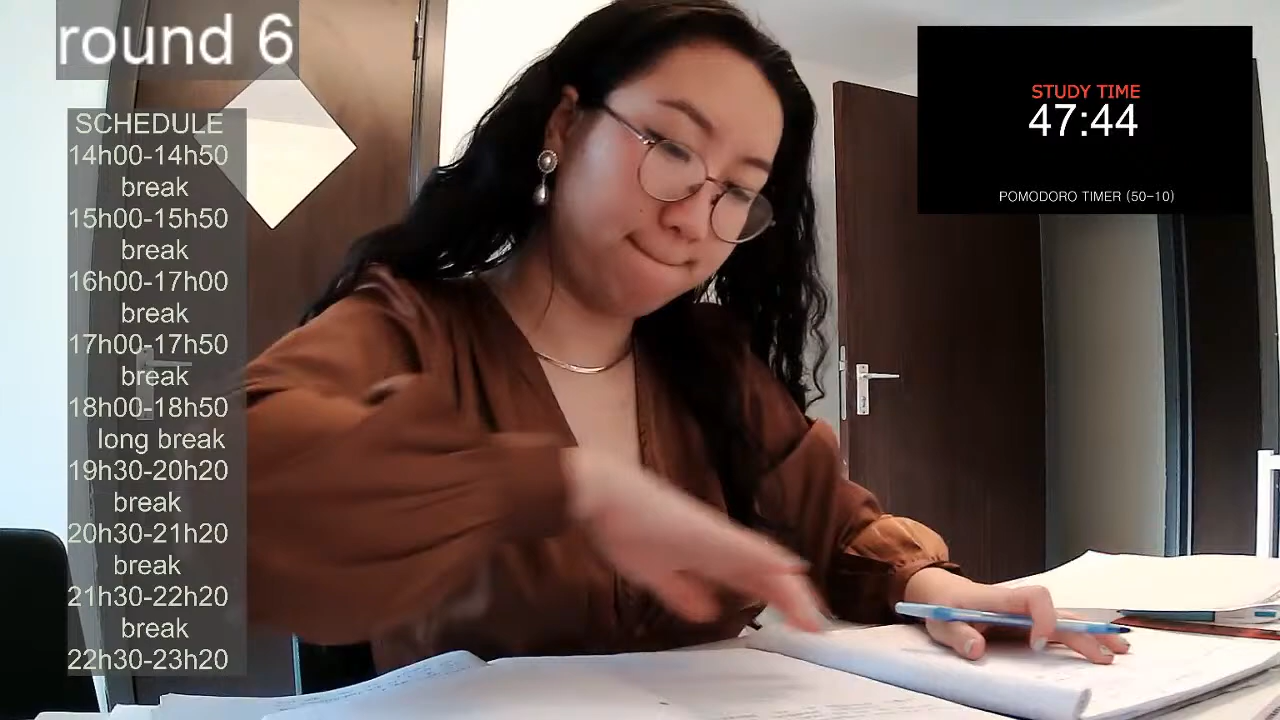 round 6
SCHEDULE
14h00-14h50
break
15h00-15h50
break
16h00-17h00
break
17h00-17h50
break
18h00-18h50
long break
19h30-20h20
break
20h30-21h20
break
21h30-22h20
break
22h30-23h20
STUDY TIME
47:44
POMODORO TIMER (50-10)